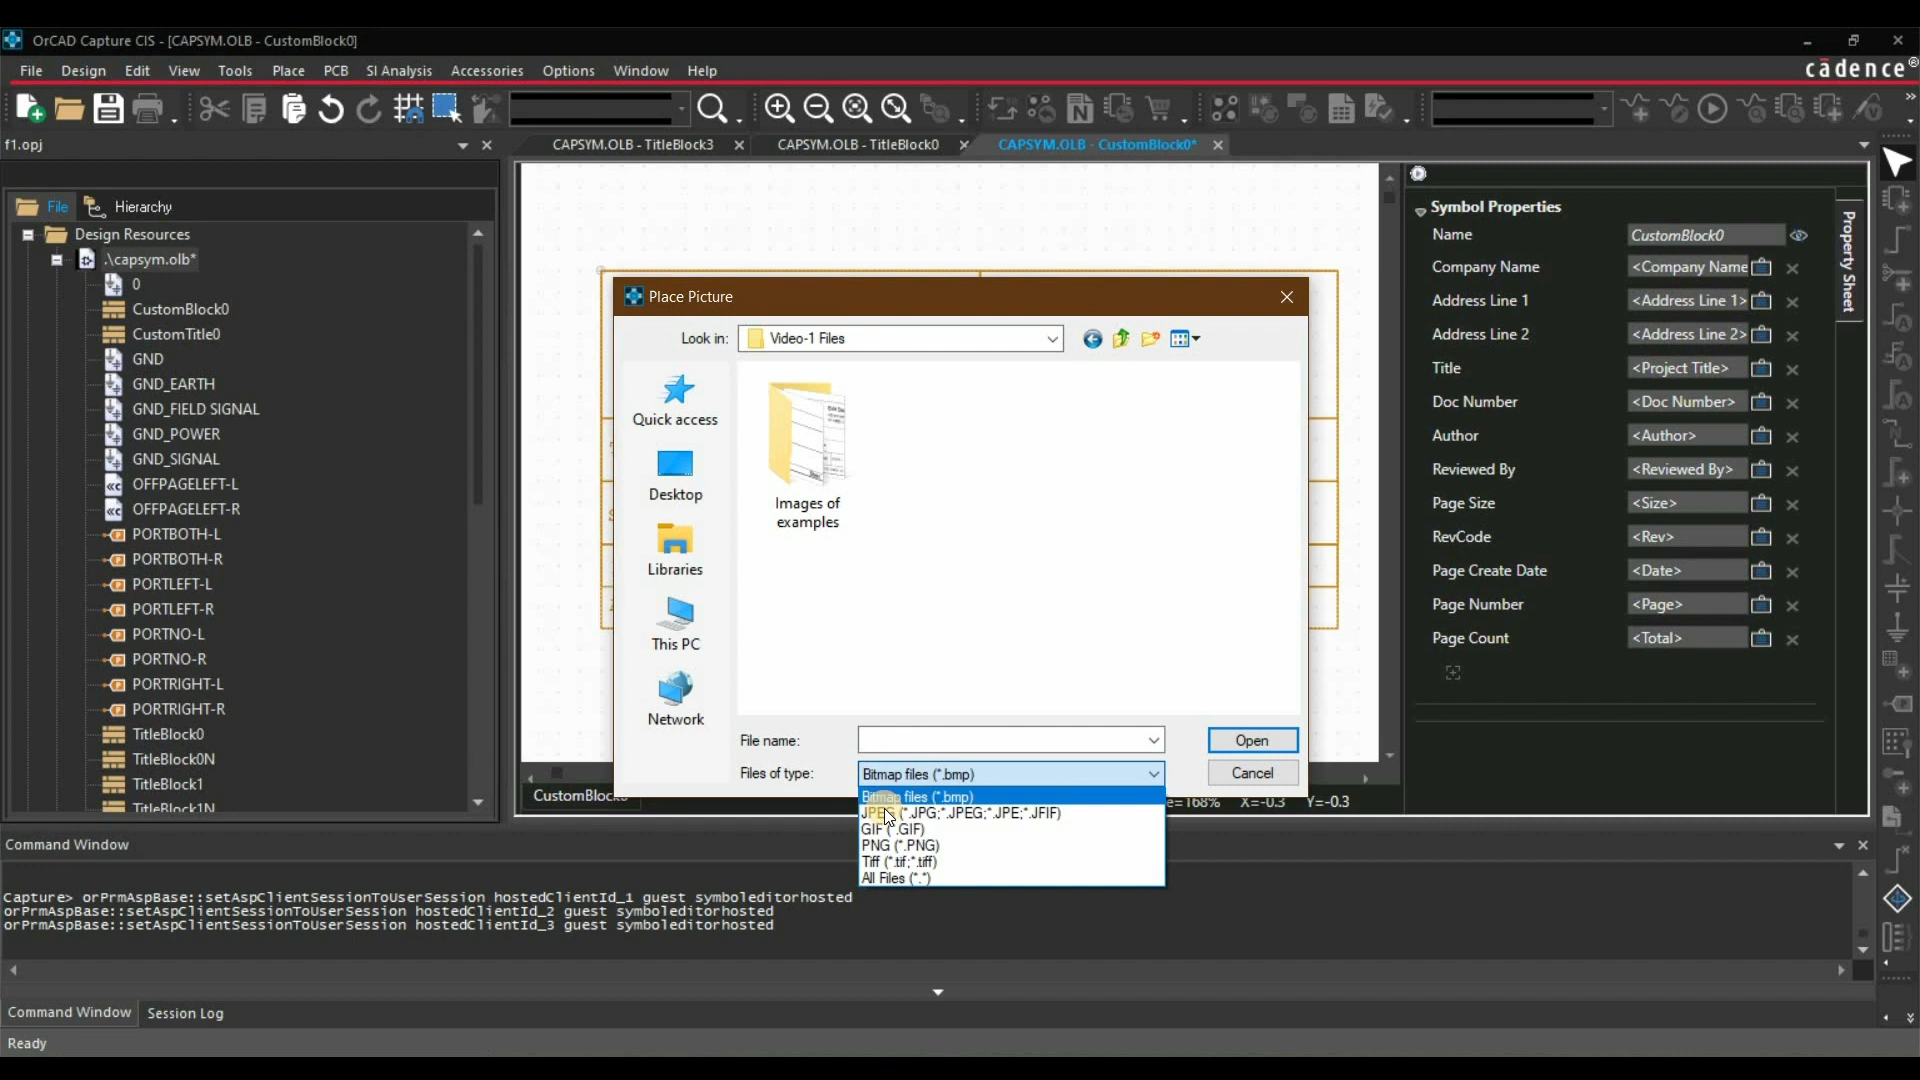 OrCAD Capture CIS - [CAPSYM.OLB - CustomBlock0]
File Design Edit View Tools Place PCB SI Analysis Accessories Options Window Help
cādence®
f1.opj
CAPSYM.OLB - TitleBlock3
CAPSYM.OLB - TitleBlock0
CAPSYM.OLB - CustomBlock0*
File
Hierarchy
Design Resources
.\capsym.olb*
0
CustomBlock0
CustomTitle0
GND
GND_EARTH
GND_FIELD SIGNAL
GND_POWER
GND_SIGNAL
OFFPAGELEFT-L
OFFPAGELEFT-R
PORTBOTH-L
PORTBOTH-R
PORTLEFT-L
PORTLEFT-R
PORTNO-L
PORTNO-R
PORTRIGHT-L
PORTRIGHT-R
TitleBlock0
TitleBlock0N
TitleBlock1
TitleBlock1N
Place Picture
Look in: Video-1 Files
Quick access
Desktop
Libraries
This PC
Network
Images of
examples
File name:
Open
Files of type: Bitmap files (*.bmp)
Cancel
Bitmap files (*.bmp)
JPEG (*.JPG;*.JPEG;*.JPE;*.JFIF)
GIF (*.GIF)
PNG (*.PNG)
Tiff (*.tif;*.tiff)
All Files (*.*)
=168% X=-0.3 Y=-0.3
Symbol Properties
Name CustomBlock0
Company Name <Company Name
Address Line 1 <Address Line 1>
Address Line 2 <Address Line 2>
Title <Project Title>
Doc Number <Doc Number>
Author <Author>
Reviewed By <Reviewed By>
Page Size <Size>
RevCode <Rev>
Page Create Date <Date>
Page Number <Page>
Page Count <Total>
Property Sheet
Command Window
Capture> orPrmAspBase::setAspClientSessionToUserSession hostedClientId_1 guest symboleditorhosted
orPrmAspBase::setAspClientSessionToUserSession hostedClientId_2 guest symboleditorhosted
orPrmAspBase::setAspClientSessionToUserSession hostedClientId_3 guest symboleditorhosted
Command Window
Session Log
Ready